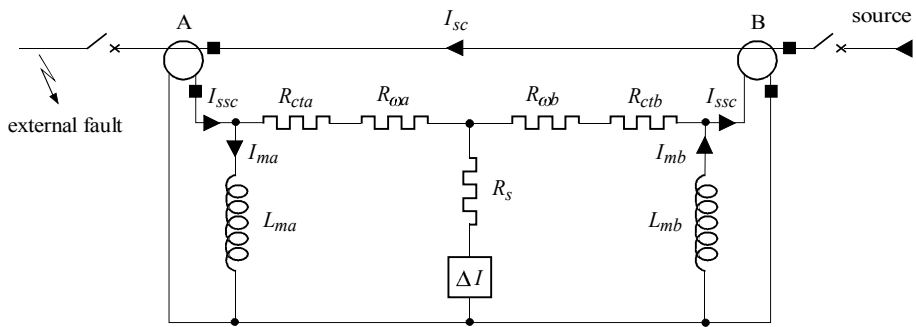 A
I_sc
B
source
external fault
I_ssc
R_cta
R_ωa
R_ωb
R_ctb
I_ssc
I_ma
I_mb
R_s
L_ma
L_mb
ΔI